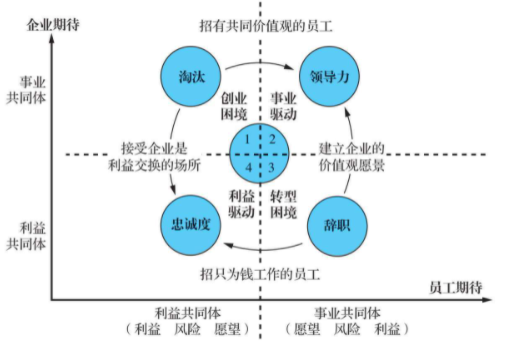 企业期待
招有共同价值观的员工
淘汰
领导力
事业
共同体
创业
困境
事业
驱动
接受企业是
利益交换的场所
1
2
4
3
建立企业的
价值观愿景
利益
驱动
转型
困境
利益
共同体
忠诚度
辞职
招只为钱工作的员工
员工期待
利益共同体
（利益 风险 愿望）
事业共同体
（愿望 风险 利益）